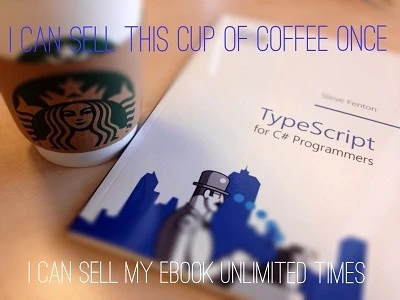 I CAN SELL THIS CUP OF COFFEE ONCE
Steve Fenton
TypeScript
for C# Programmers
I CAN SELL MY EBOOK UNLIMITED TIMES